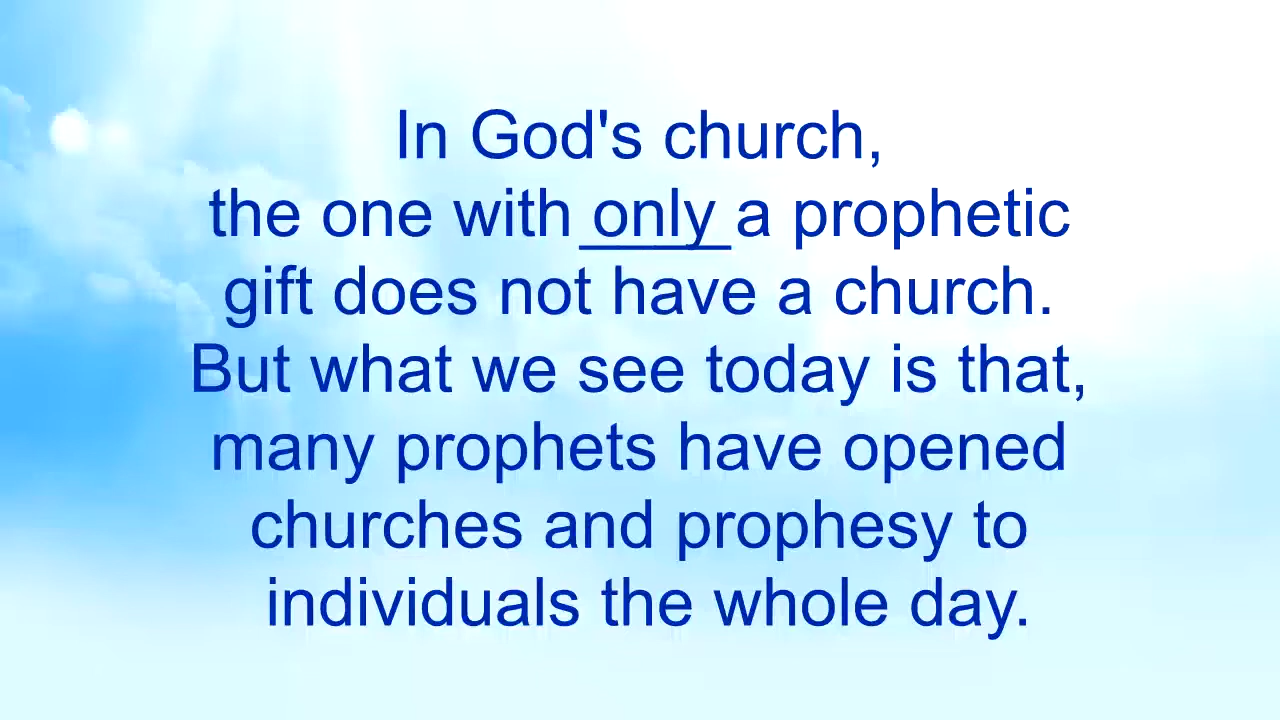 In God's church,
the one with only a prophetic
gift does not have a church.
But what we see today is that,
many prophets have opened
churches and prophesy to
individuals the whole day.